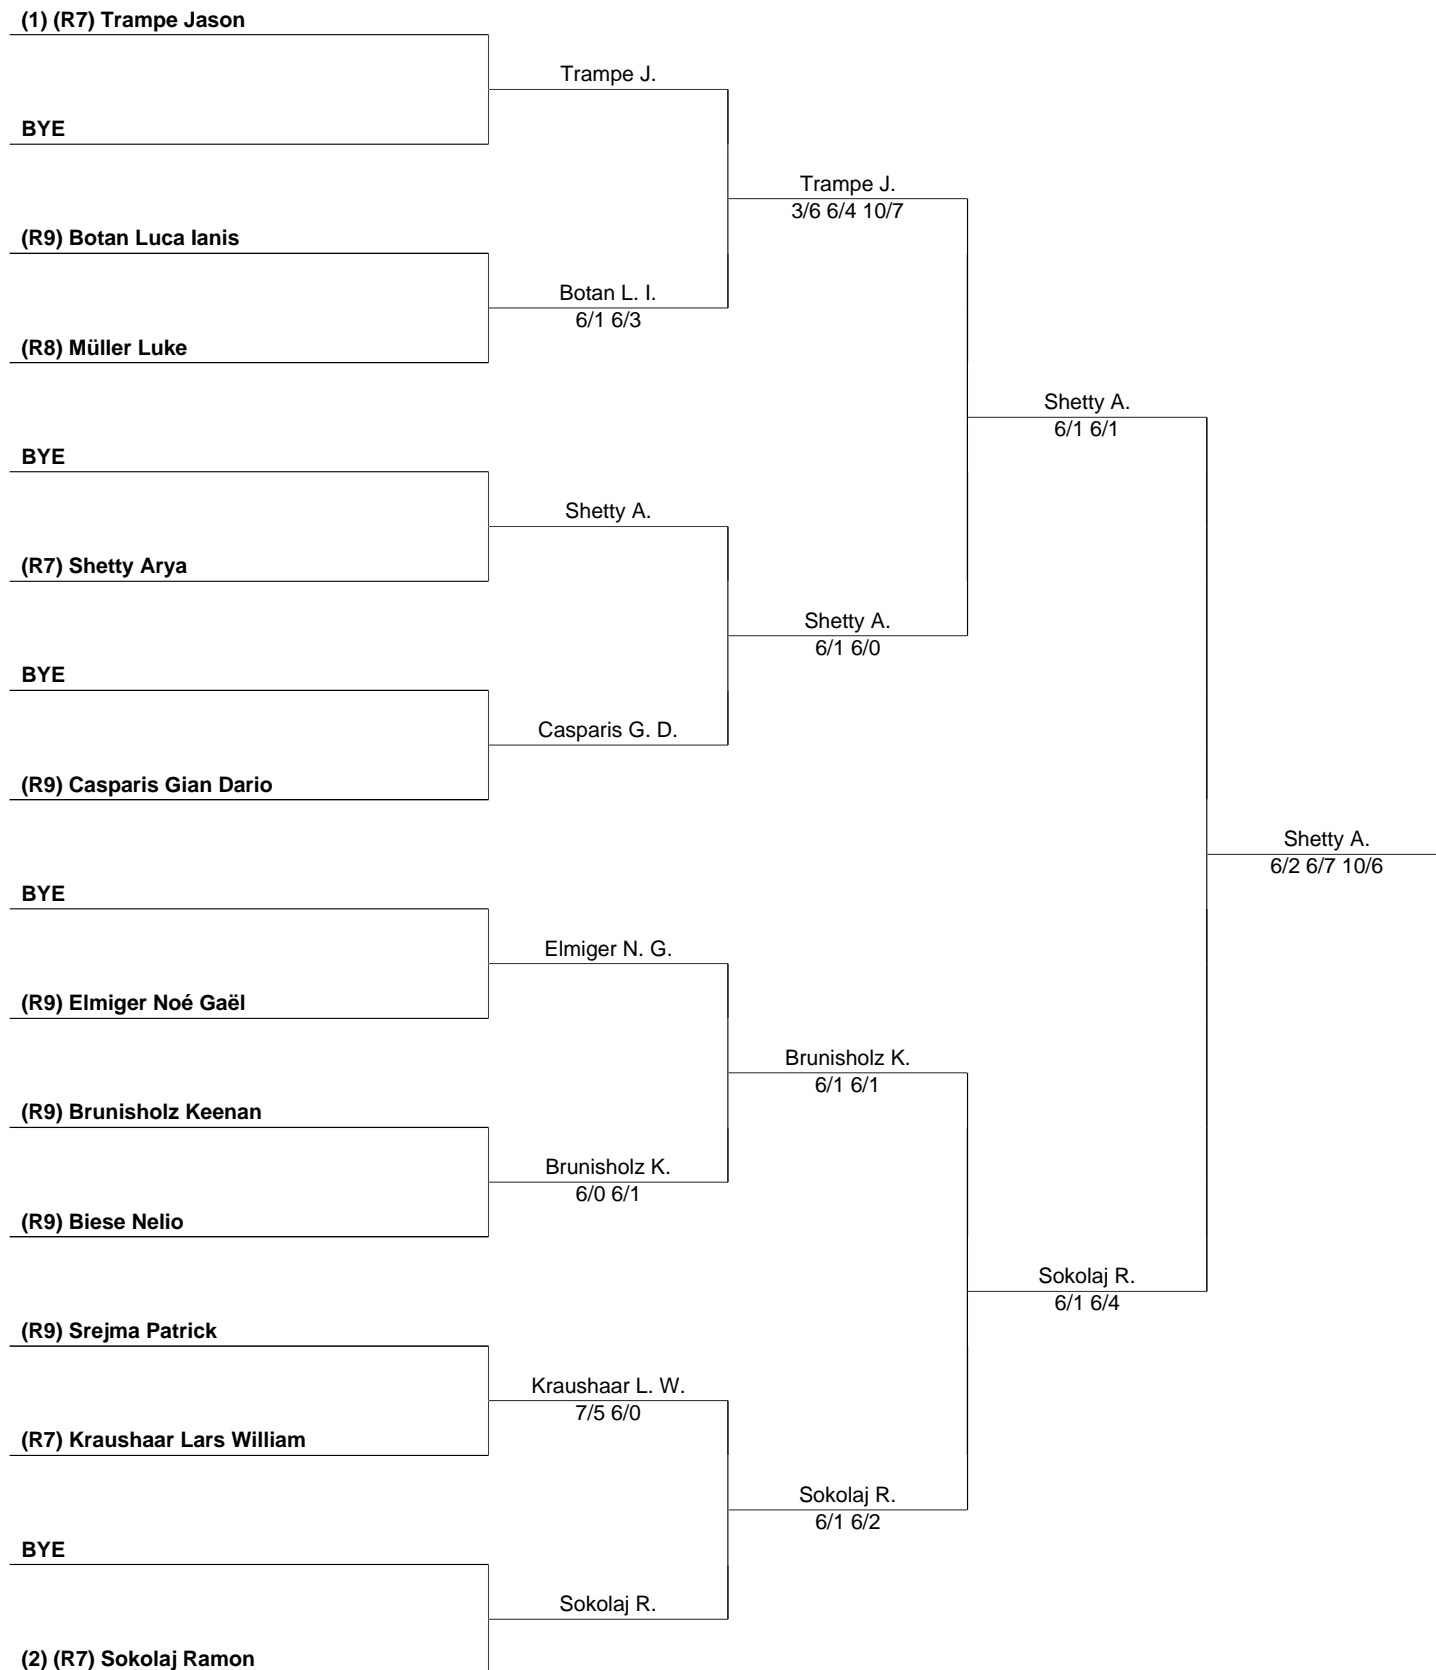 (1) (R7) Trampe Jason
Trampe J.
BYE
Trampe J.
3/6 6/4 10/7
(R9) Botan Luca Ianis
Botan L. I.
6/1 6/3
(R8) Müller Luke
Shetty A.
6/1 6/1
BYE
Shetty A.
(R7) Shetty Arya
Shetty A.
6/1 6/0
BYE
Casparis G. D.
(R9) Casparis Gian Dario
Shetty A.
6/2 6/7 10/6
BYE
Elmiger N. G.
(R9) Elmiger Noé Gaël
Brunisholz K.
6/1 6/1
(R9) Brunisholz Keenan
Brunisholz K.
6/0 6/1
(R9) Biese Nelio
Sokolaj R.
6/1 6/4
(R9) Srejma Patrick
Kraushaar L. W.
7/5 6/0
(R7) Kraushaar Lars William
Sokolaj R.
6/1 6/2
BYE
Sokolaj R.
(2) (R7) Sokolaj Ramon